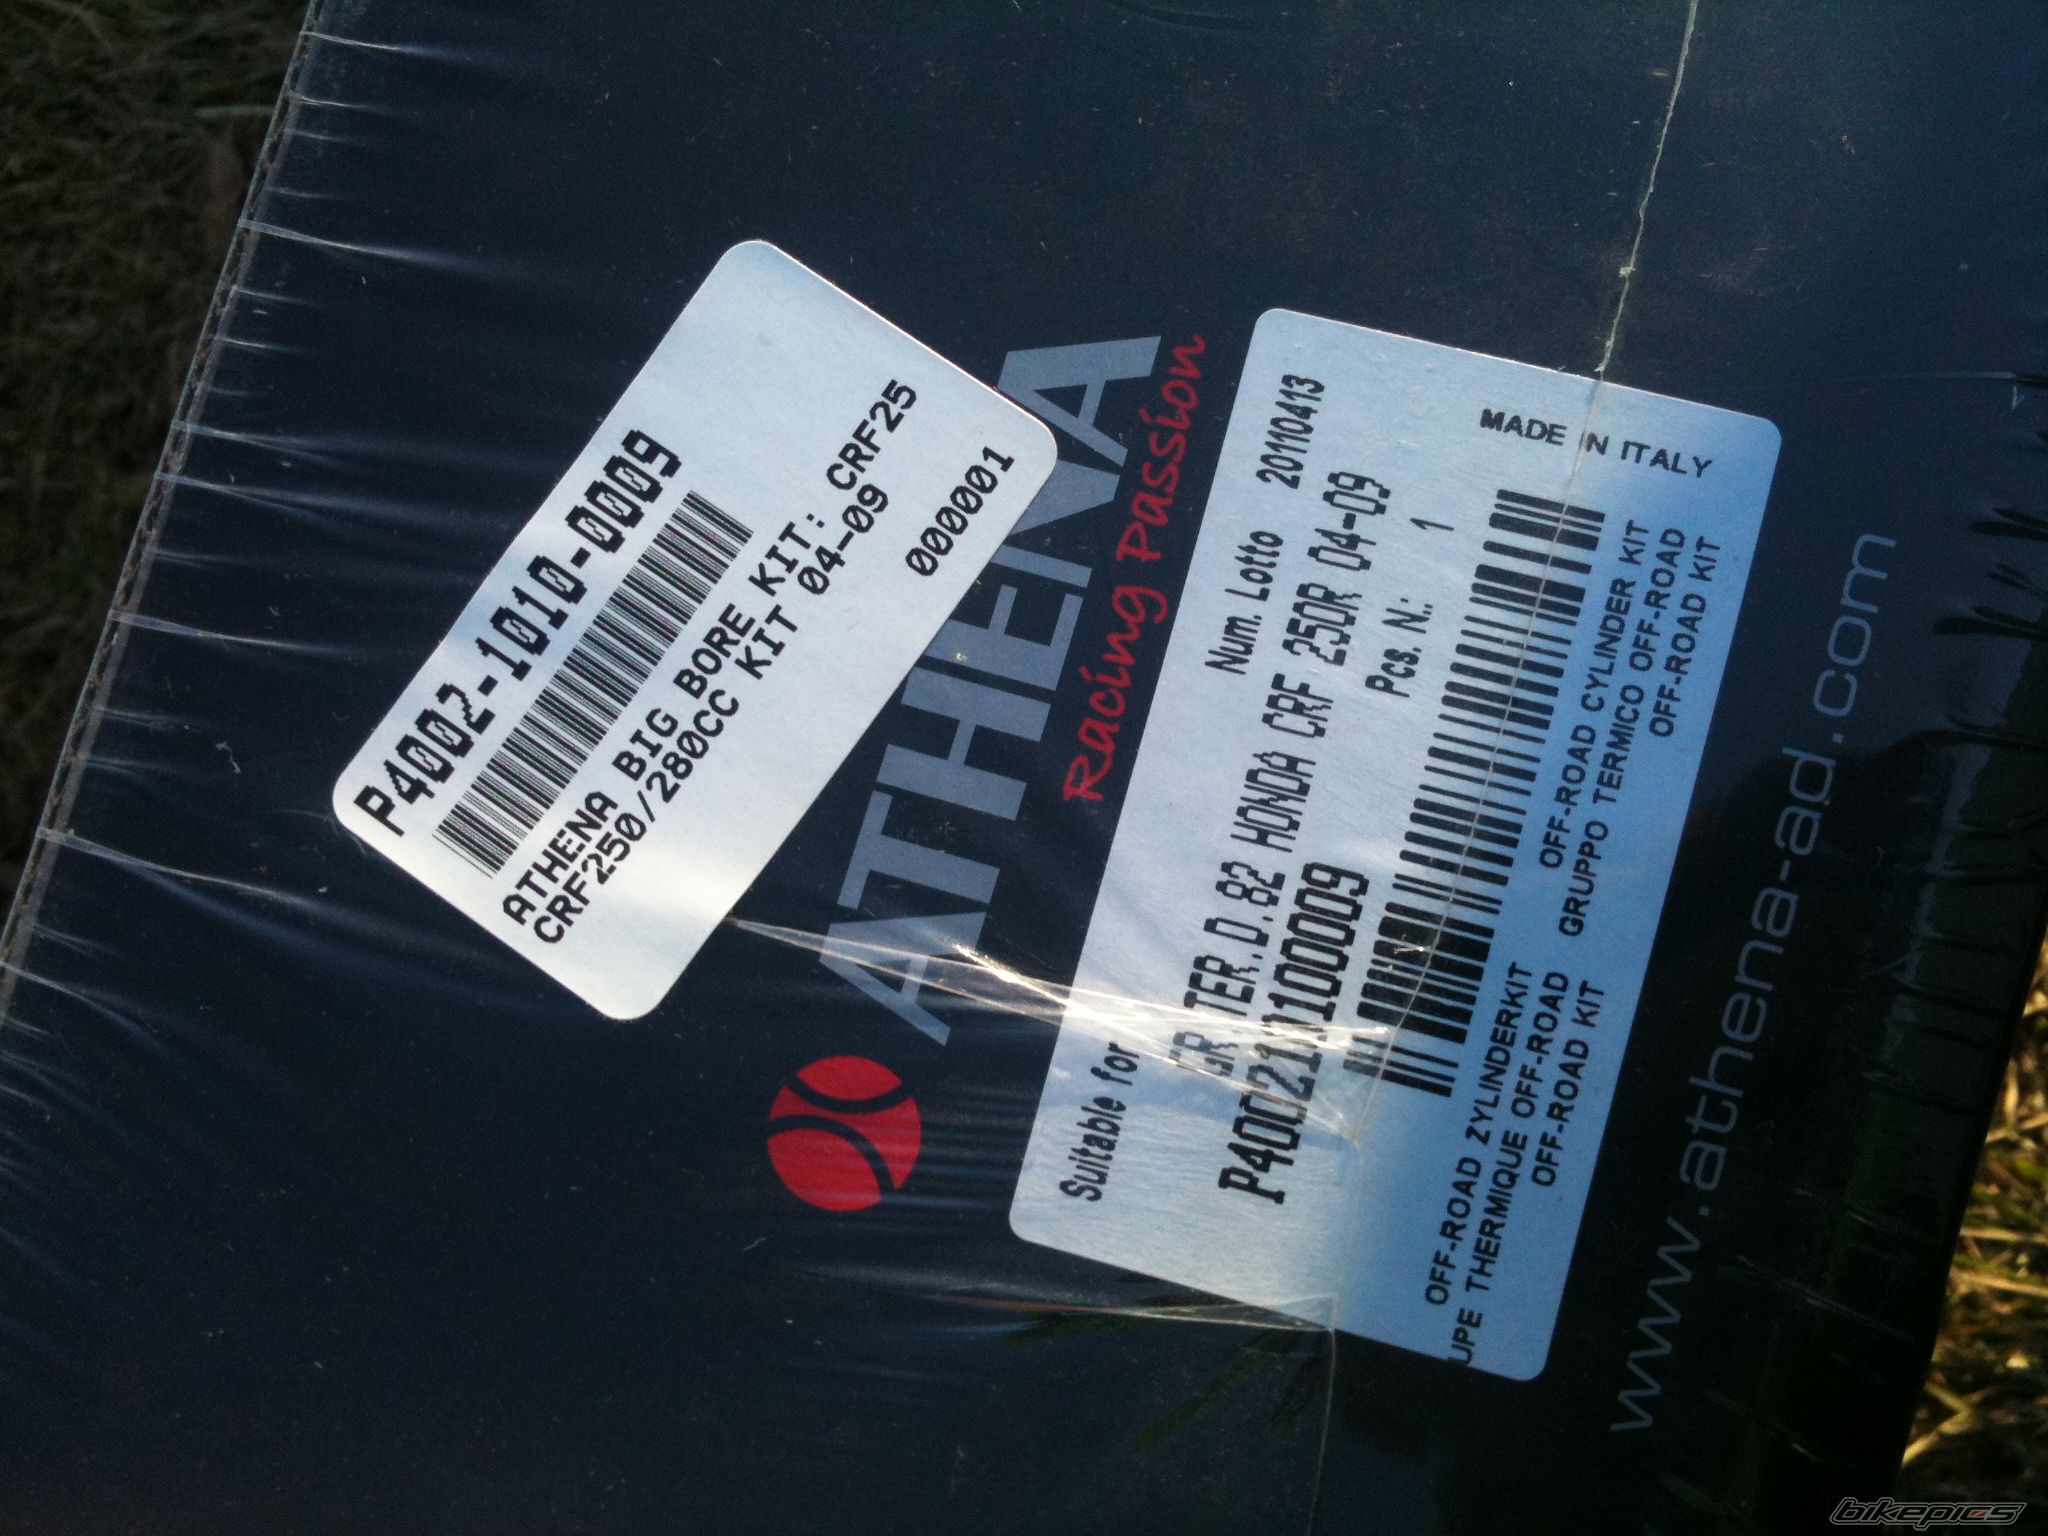 P4002-1010-0009
ATHENA BIG BORE KIT: CRF25
CRF250/280CC KIT 04-09
000001
ATHENA
Racing Passion
Num. Lotto 20110413
Suitable for
GR.TER.D.82 HONDA CRF 250R 04-09
Pcs. N.: 1
MADE IN ITALY
OFF-ROAD ZYLINDERKIT OFF-ROAD CYLINDER KIT
THERMIQUE OFF-ROAD GRUPPO TERMICO OFF-ROAD
OFF-ROAD KIT OFF-ROAD KIT
www.athena-ad.com
bikepics